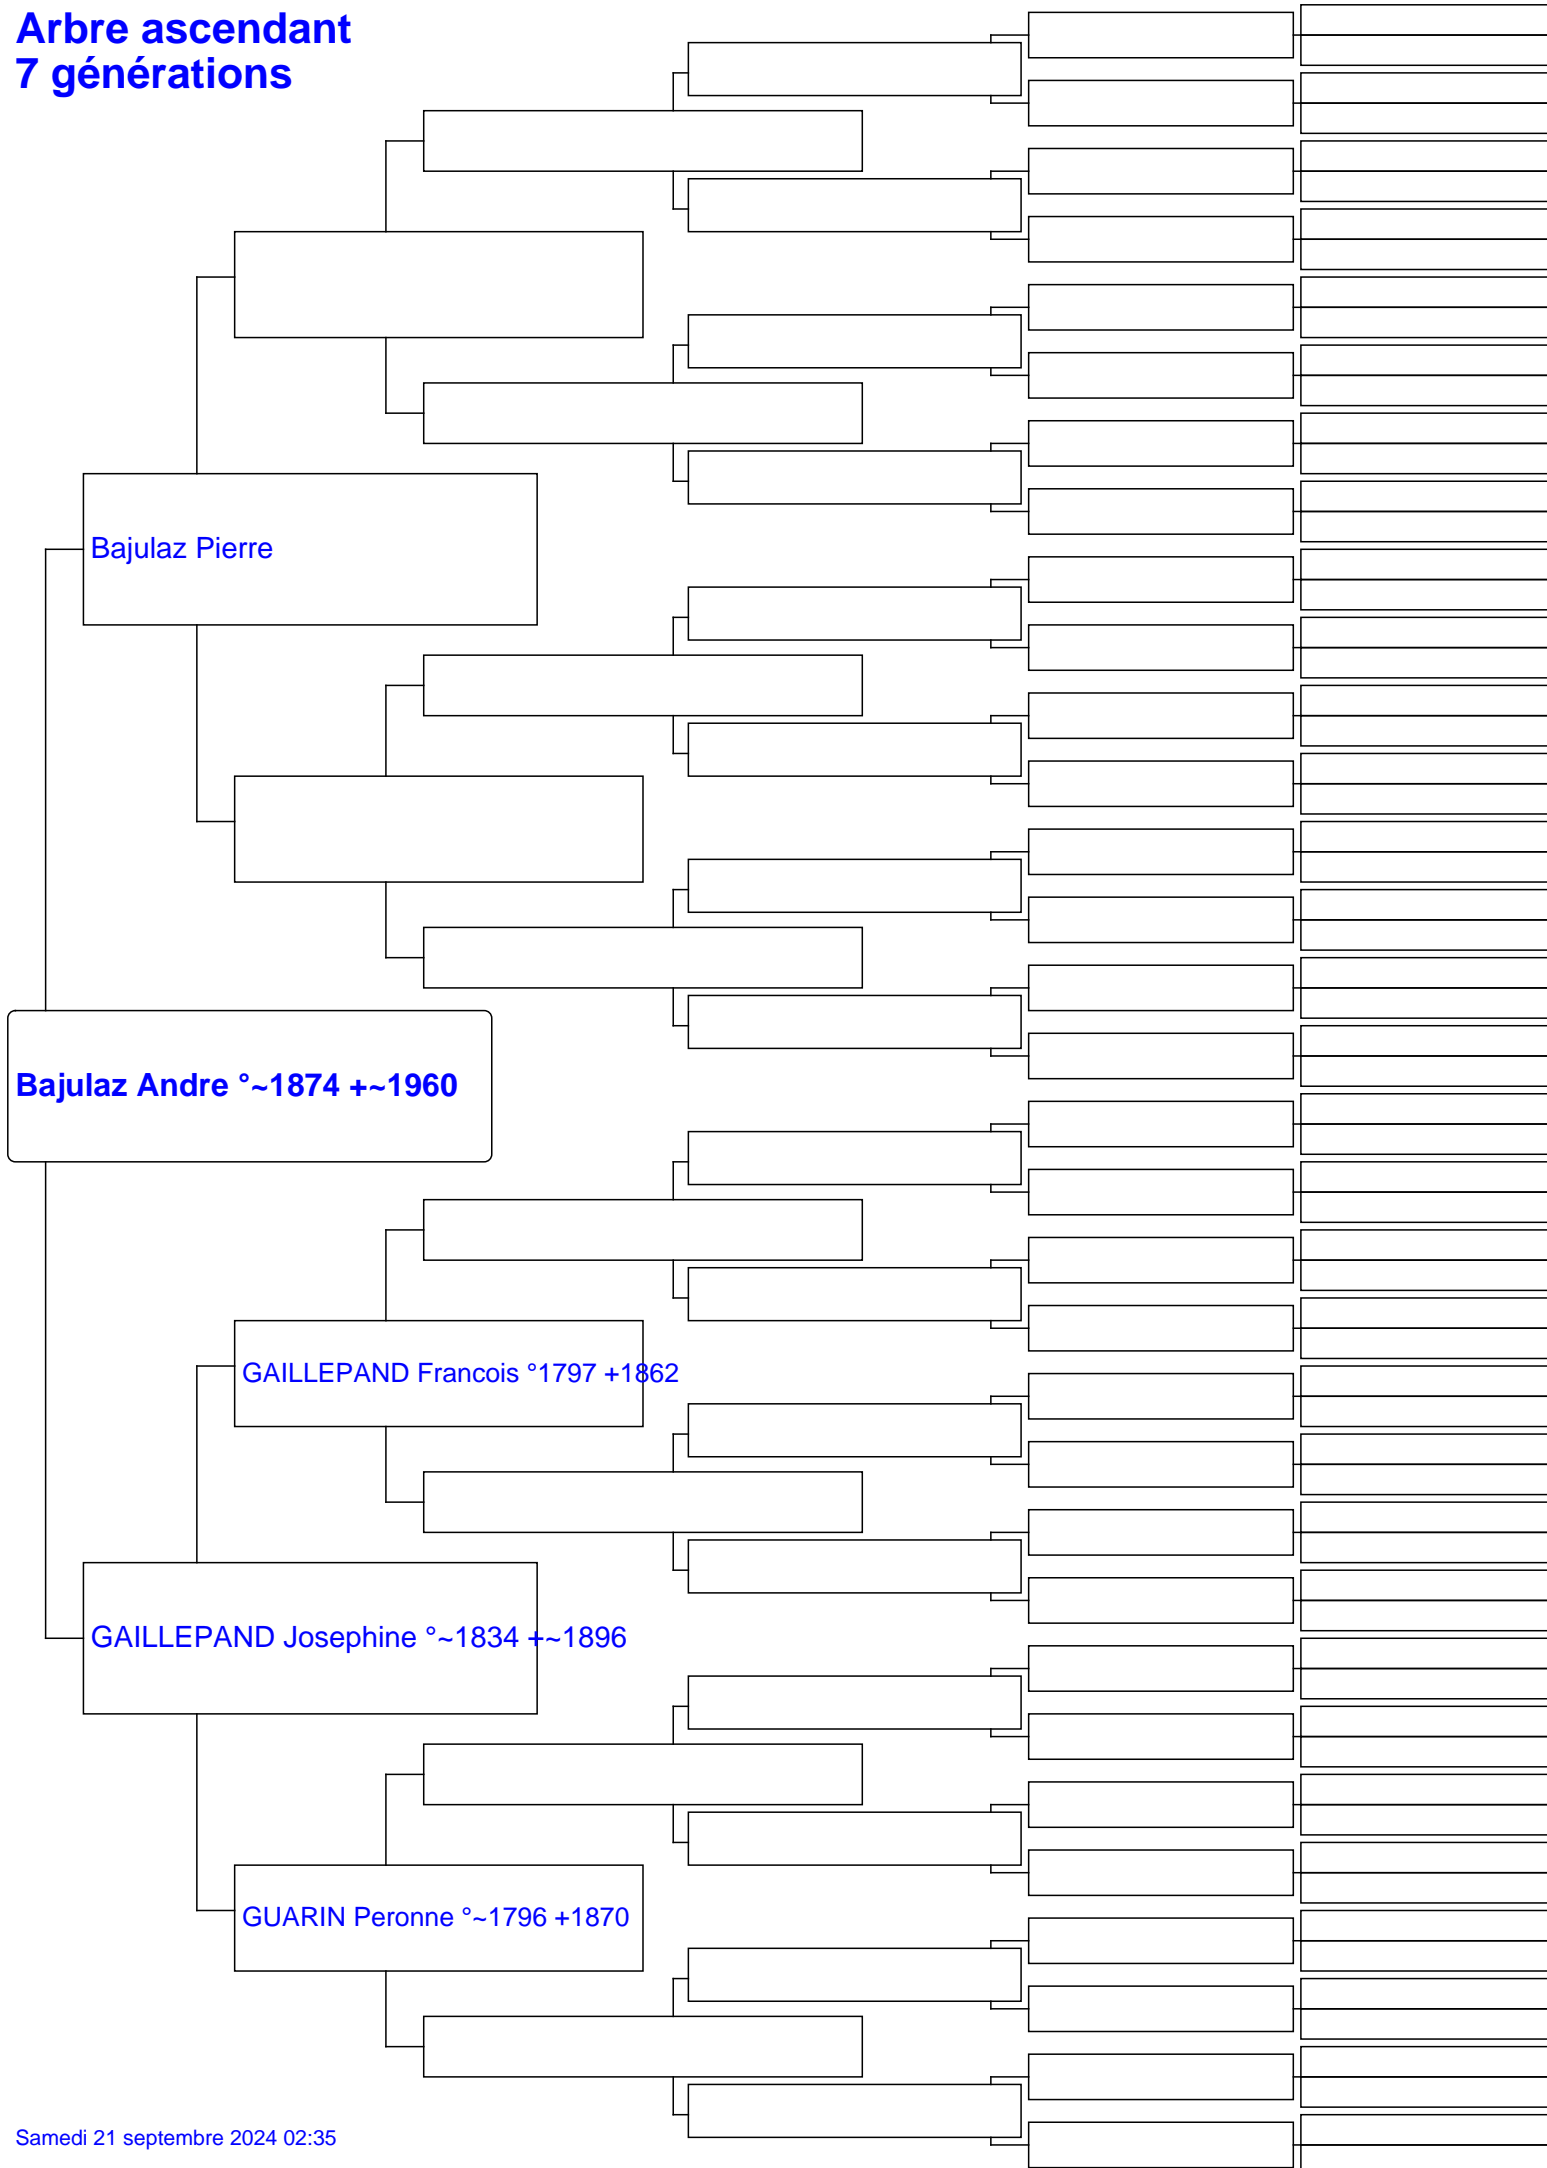 Arbre ascendant
7 générations
Bajulaz Pierre
Bajulaz Andre °~1874 +~1960
GAILLEPAND Francois °1797 +1862
GAILLEPAND Josephine °~1834 +~1896
GUARIN Peronne °~1796 +1870
Samedi 21 septembre 2024 02:35